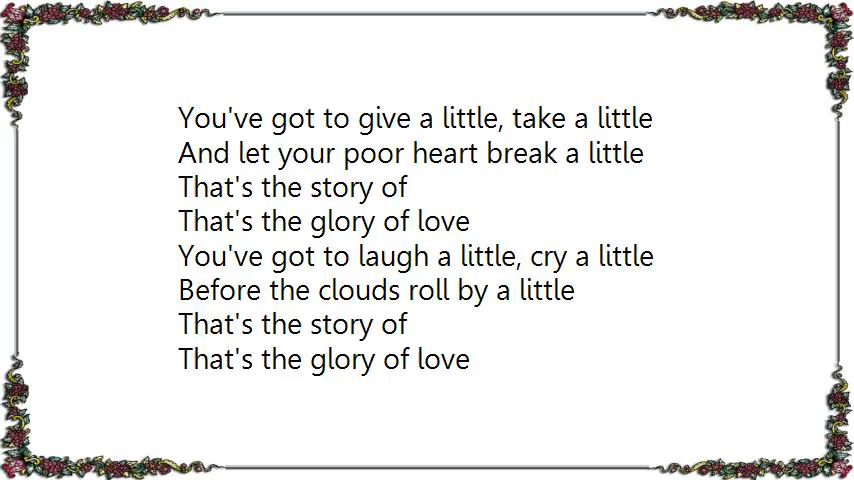 You've got to give a little, take a little
And let your poor heart break a little
That's the story of
That's the glory of love
You've got to laugh a little, cry a little
Before the clouds roll by a little
That's the story of
That's the glory of love